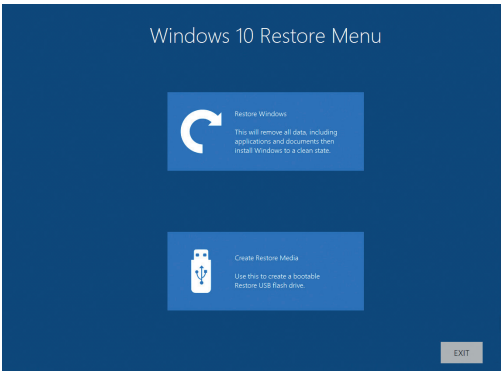 Windows 10 Restore Menu
Restore Windows
This will remove all data, including
applications and documents then
install Windows to a clean state.
Create Restore Media
Use this to create a bootable
Restore USB flash drive.
EXIT